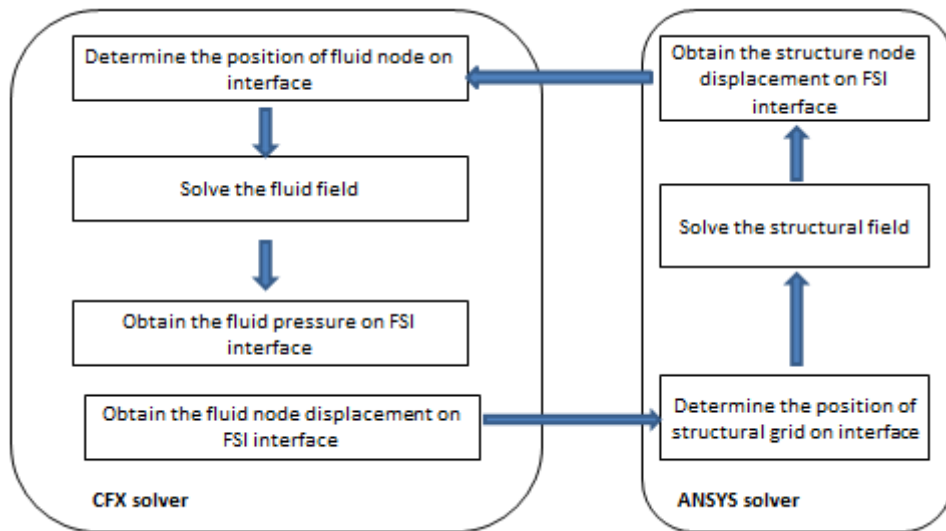 Determine the position of fluid node on
interface
Solve the fluid field
Obtain the fluid pressure on FSI
interface
Obtain the fluid node displacement on
FSI interface
CFX solver
Obtain the structure node
displacement on FSI
interface
Solve the structural field
Determine the position of
structural grid on interface
ANSYS solver